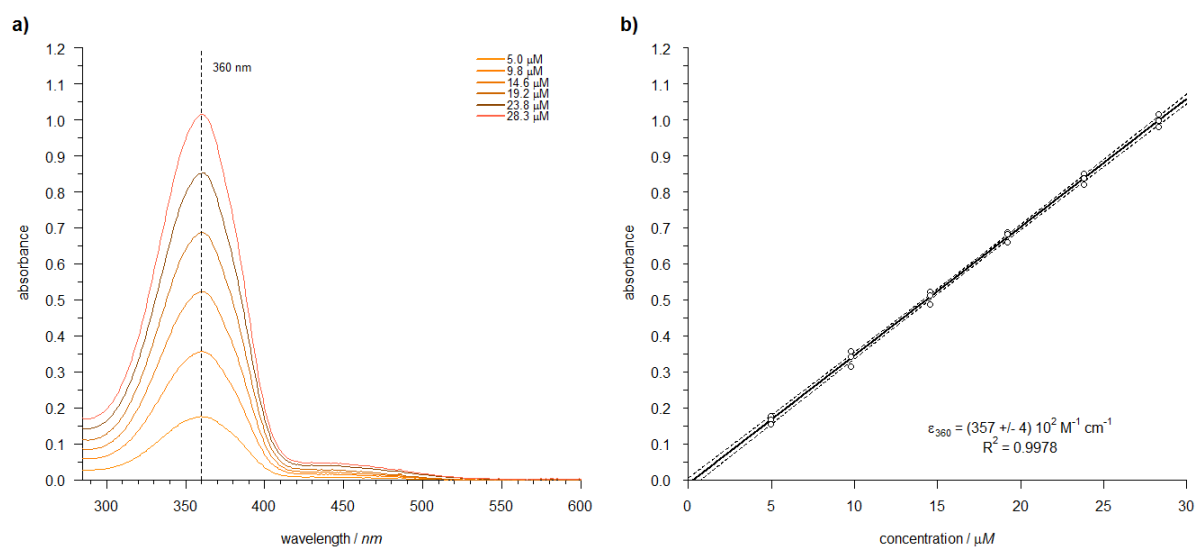 a)
1.2
1.1
1.0
0.9
0.8
0.7
0.6
0.5
0.4
0.3
0.2
0.1
0.0
absorbance
360 nm
5.0 µM
9.8 µM
14.6 µM
19.2 µM
23.8 µM
28.3 µM
300 350 400 450 500 550 600
wavelength / nm
b)
1.2
1.1
1.0
0.9
0.8
0.7
0.6
0.5
0.4
0.3
0.2
0.1
0.0
absorbance
ε360 = (357 +/- 4) 10² M⁻¹ cm⁻¹
R² = 0.9978
0 5 10 15 20 25 30
concentration / µM